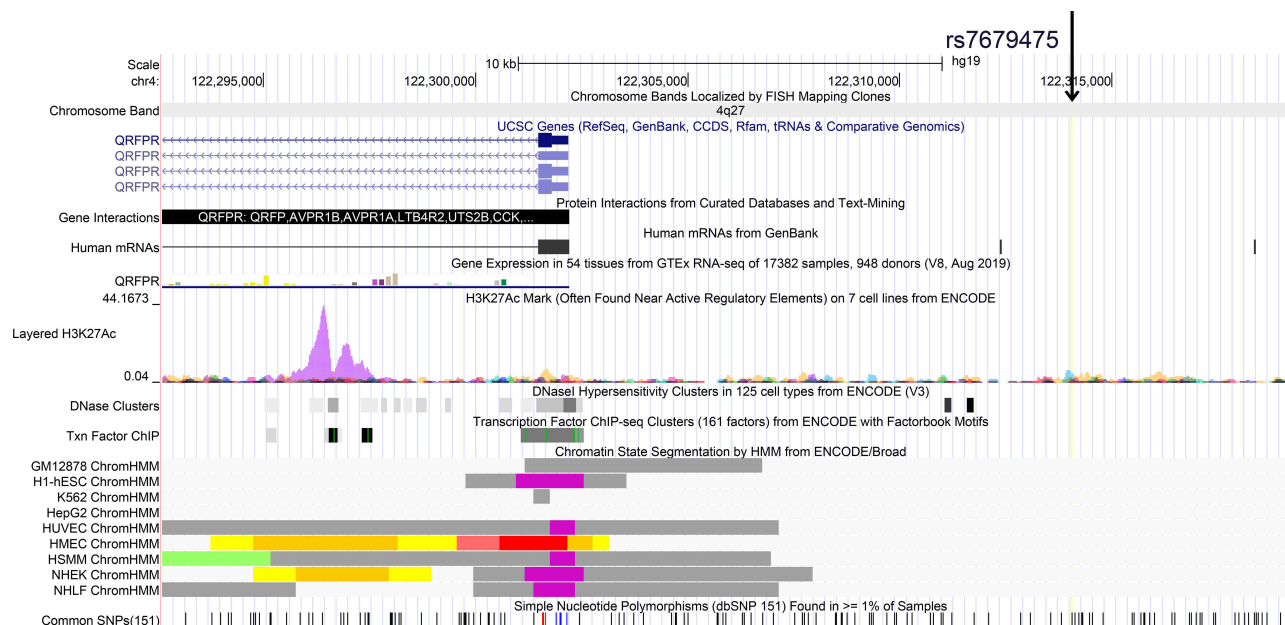 rs7679475
Scale 10 kb hg19
chr4: 122,295,000 122,300,000 122,305,000 122,310,000 122,315,000
Chromosome Bands Localized by FISH Mapping Clones
Chromosome Band 4q27
UCSC Genes (RefSeq, GenBank, CCDS, Rfam, tRNAs & Comparative Genomics)
QRFPR
QRFPR
QRFPR
QRFPR
Protein Interactions from Curated Databases and Text-Mining
Gene Interactions QRFPR: QRFP,AVPR1B,AVPR1A,LTB4R2,UTS2B,CCK,...
Human mRNAs from GenBank
Human mRNAs
Gene Expression in 54 tissues from GTEx RNA-seq of 17382 samples, 948 donors (V8, Aug 2019)
QRFPR
H3K27Ac Mark (Often Found Near Active Regulatory Elements) on 7 cell lines from ENCODE
44.1673
Layered H3K27Ac
0.04
DNaseI Hypersensitivity Clusters in 125 cell types from ENCODE (V3)
DNase Clusters
Transcription Factor ChIP-seq Clusters (161 factors) from ENCODE with Factorbook Motifs
Txn Factor ChIP
Chromatin State Segmentation by HMM from ENCODE/Broad
GM12878 ChromHMM
H1-hESC ChromHMM
K562 ChromHMM
HepG2 ChromHMM
HUVEC ChromHMM
HMEC ChromHMM
HSMM ChromHMM
NHEK ChromHMM
NHLF ChromHMM
Simple Nucleotide Polymorphisms (dbSNP 151) Found in >= 1% of Samples
Common SNPs(151)